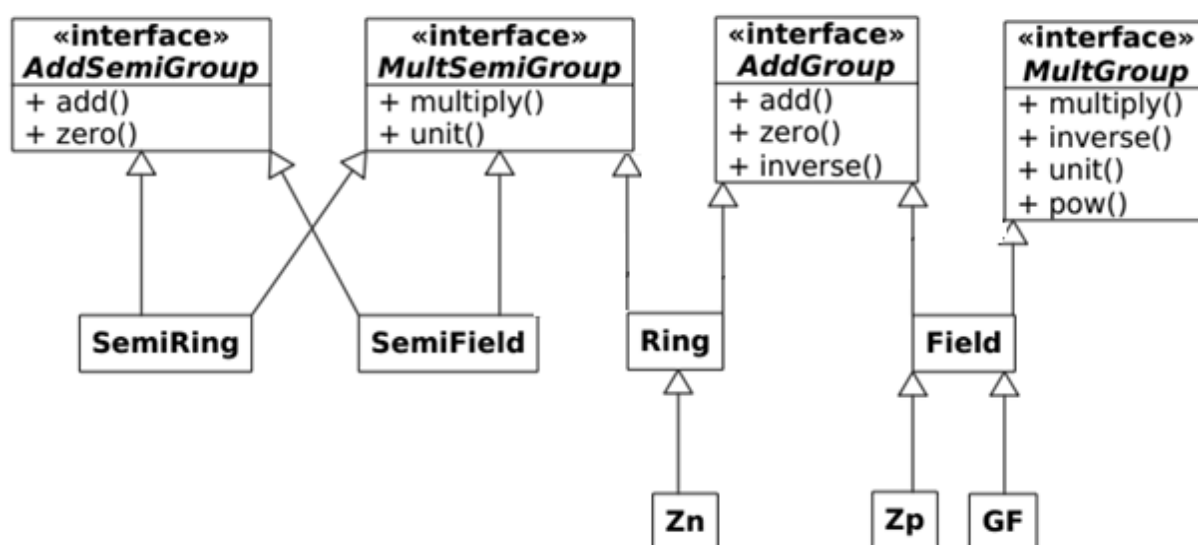 «interface»
AddSemiGroup
+ add()
+ zero()
«interface»
MultSemiGroup
+ multiply()
+ unit()
«interface»
AddGroup
+ add()
+ zero()
+ inverse()
«interface»
MultGroup
+ multiply()
+ inverse()
+ unit()
+ pow()
SemiRing
SemiField
Ring
Field
Zn
Zp
GF